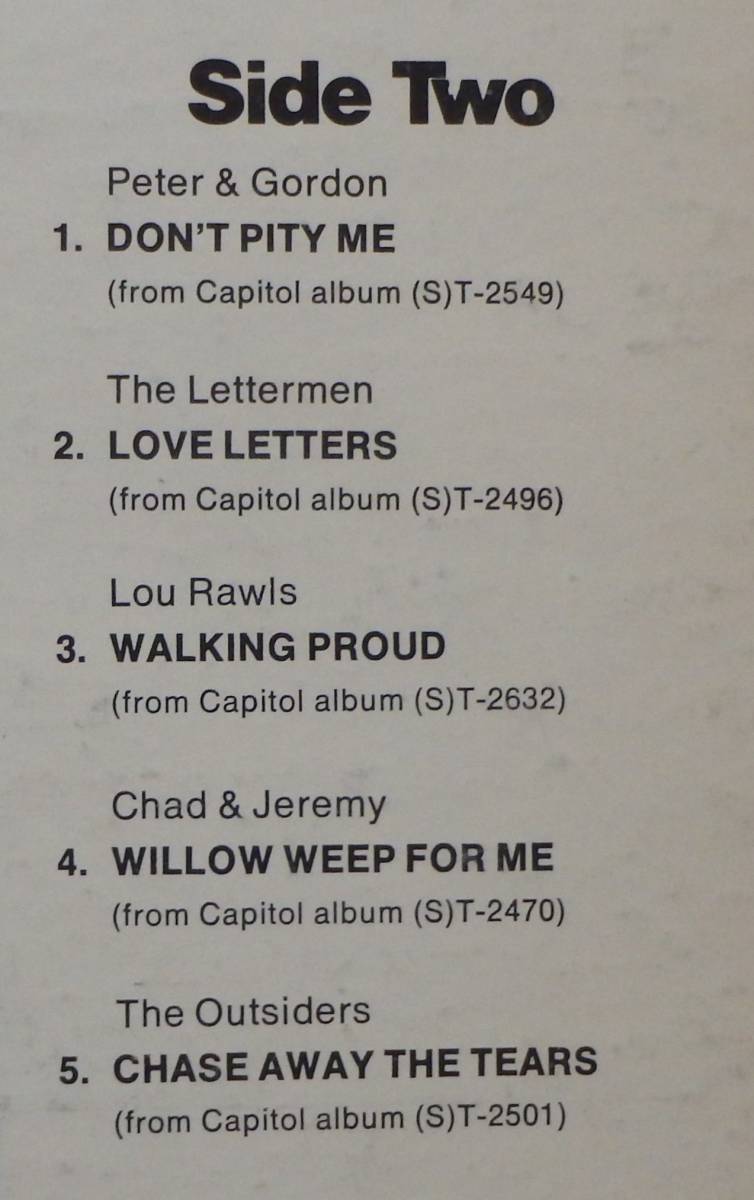 Side Two
Peter & Gordon
1. DON'T PITY ME
(from Capitol album (S)T-2549)
The Lettermen
2. LOVE LETTERS
(from Capitol album (S)T-2496)
Lou Rawls
3. WALKING PROUD
(from Capitol album (S)T-2632)
Chad & Jeremy
4. WILLOW WEEP FOR ME
(from Capitol album (S)T-2470)
The Outsiders
5. CHASE AWAY THE TEARS
(from Capitol album (S)T-2501)